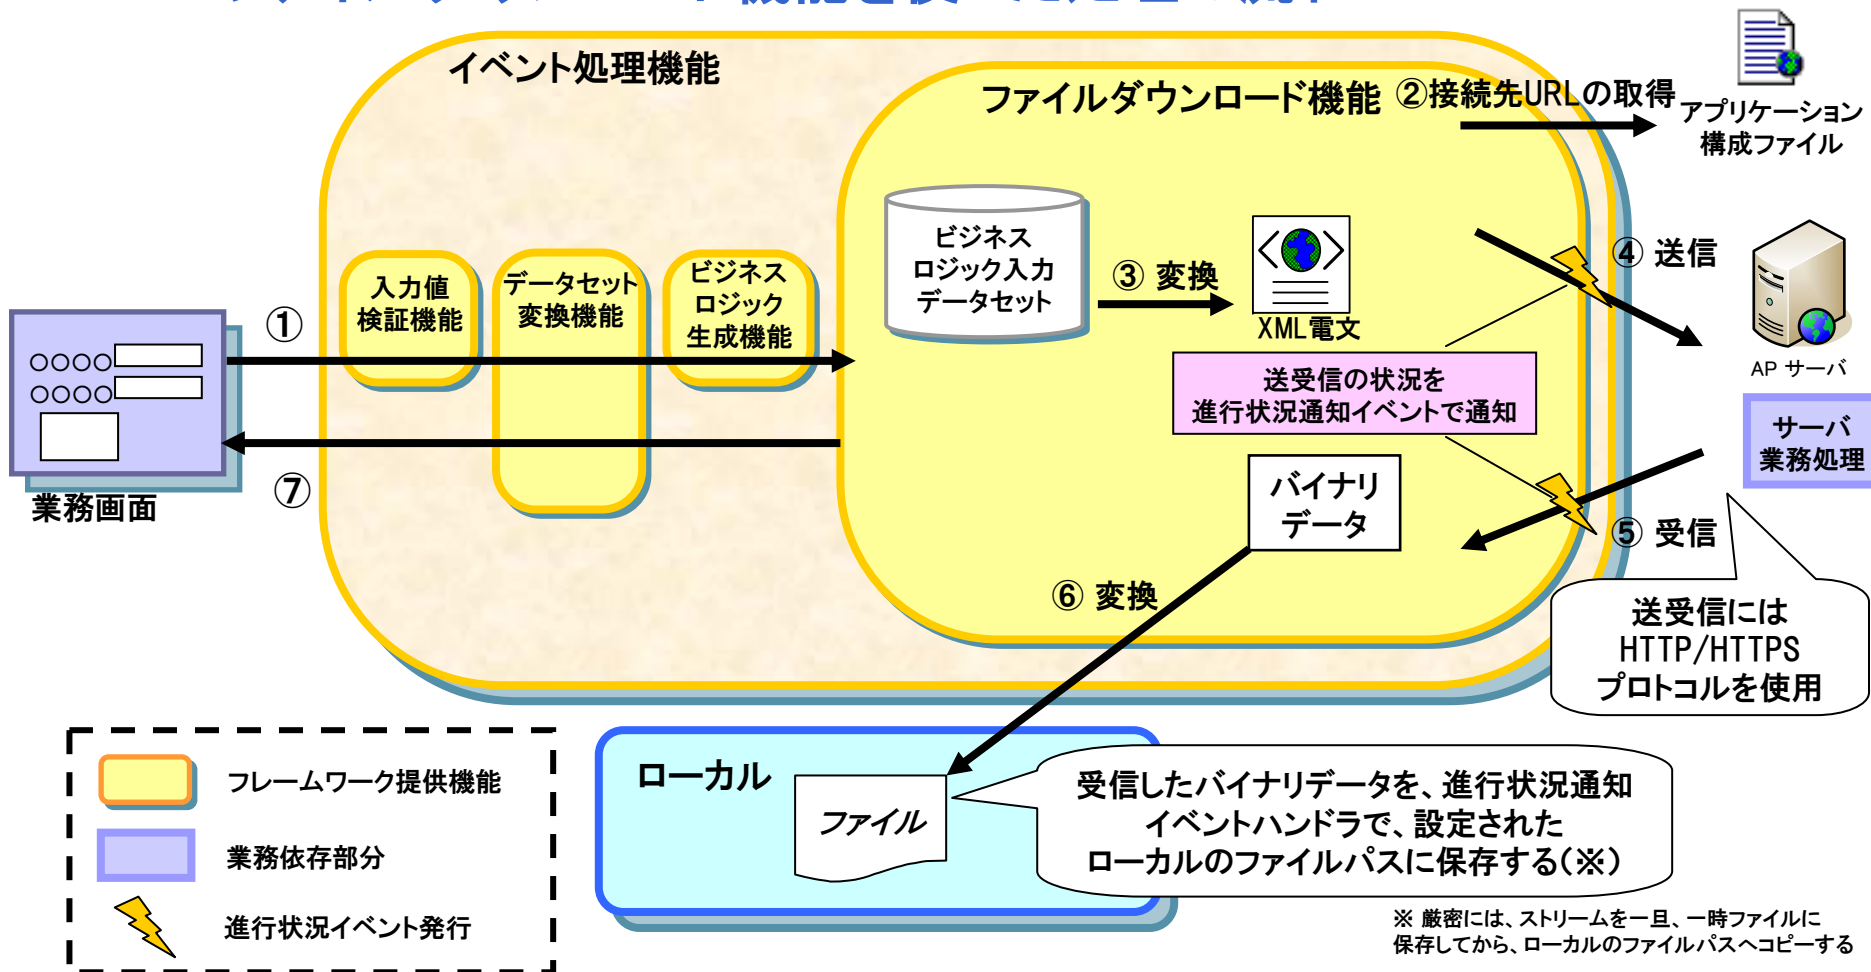 イベント処理機能
ファイルダウンロード機能
②接続先URLの取得
アプリケーション
構成ファイル
ビジネス
ロジック入力
データセット
③ 変換
XML電文
④ 送信
AP サーバ
サーバ
業務処理
入力値
検証機能
データセット
変換機能
ビジネス
ロジック
生成機能
①
⑦
業務画面
送受信の状況を
進行状況通知イベントで通知
バイナリ
データ
⑤ 受信
⑥ 変換
送受信には
HTTP/HTTPS
プロトコルを使用
ローカル
ファイル
受信したバイナリデータを、進行状況通知
イベントハンドラで、設定された
ローカルのファイルパスに保存する(※)
フレームワーク提供機能
業務依存部分
進行状況イベント発行
※ 厳密には、ストリームを一旦、一時ファイルに
保存してから、ローカルのファイルパスへコピーする